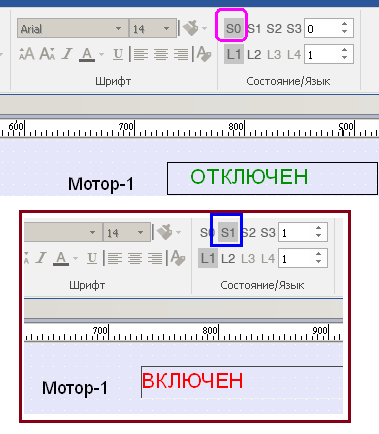 Arial 14 S0 S1 S2 S3 0
A A I A U L1 L2 L3 L4 1
Шрифт Состояние/Язык
600 700 800 900
Мотор-1 ОТКЛЮЧЕН
14 S0 S1 S2 S3 1
A I A U L1 L2 L3 L4 1
Шрифт Состояние/Язык
700 800 900
Мотор-1 ВКЛЮЧЕН